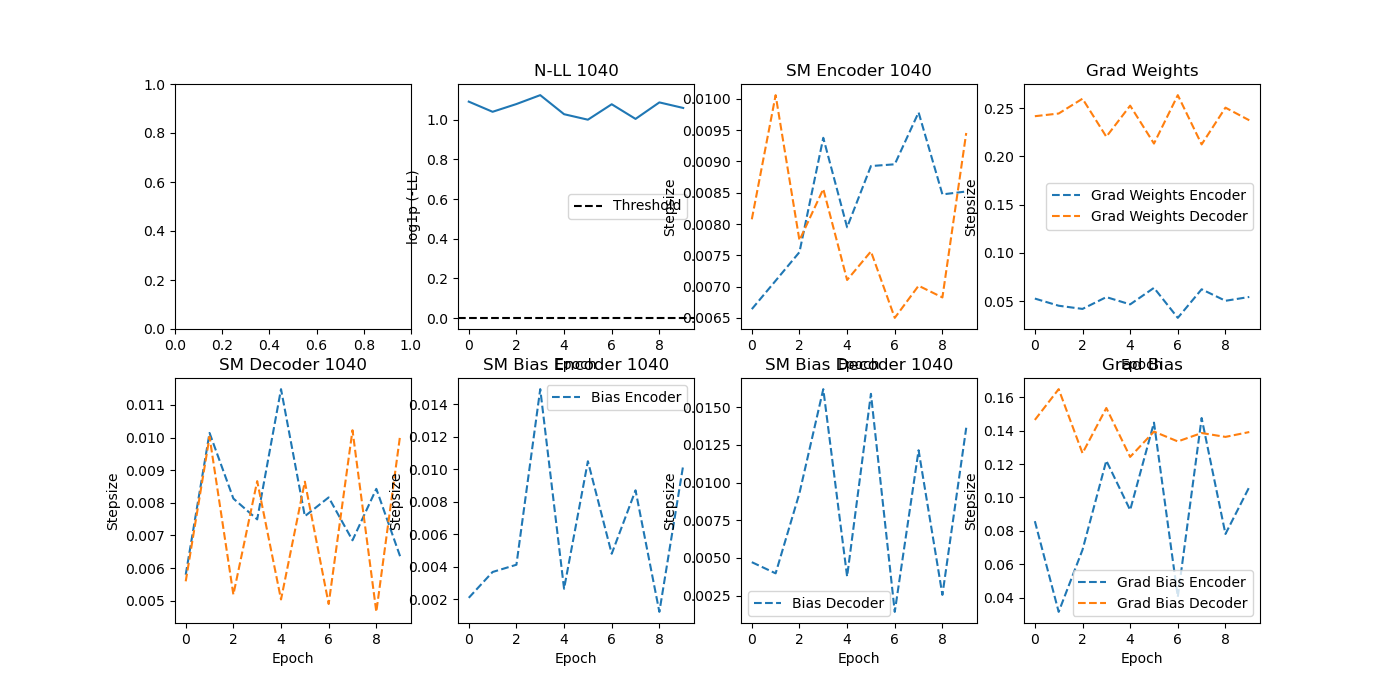 N-LL 1040
SM Encoder 1040
Grad Weights
1.0
0.8
0.6
0.4
0.2
0.0
0.0 0.2 0.4 0.6 0.8 1.0
log1p (-LL)
1.0
0.8
0.6
0.4
0.2
0.0
Threshold
0 2 4 6 8
Epoch
Stepsize
0.0100
0.0095
0.0090
0.0085
0.0080
0.0075
0.0070
0.0065
0 2 4 6 8
Epoch
Stepsize
0.25
0.20
0.15
0.10
0.05
Grad Weights Encoder
Grad Weights Decoder
0 2 4 6 8
Epoch
SM Decoder 1040
Stepsize
0.011
0.010
0.009
0.008
0.007
0.006
0.005
0 2 4 6 8
Epoch
SM Bias Encoder 1040
Stepsize
0.014
0.012
0.010
0.008
0.006
0.004
0.002
Bias Encoder
0 2 4 6 8
Epoch
SM Bias Decoder 1040
Stepsize
0.0150
0.0125
0.0100
0.0075
0.0050
0.0025
Bias Decoder
0 2 4 6 8
Epoch
Grad Bias
Stepsize
0.16
0.14
0.12
0.10
0.08
0.06
0.04
Grad Bias Encoder
Grad Bias Decoder
0 2 4 6 8
Epoch